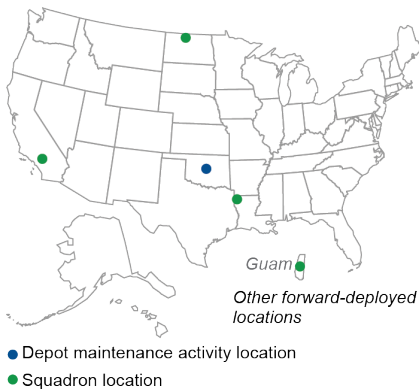 Guam
Other forward-deployed
locations
Depot maintenance activity location
Squadron location